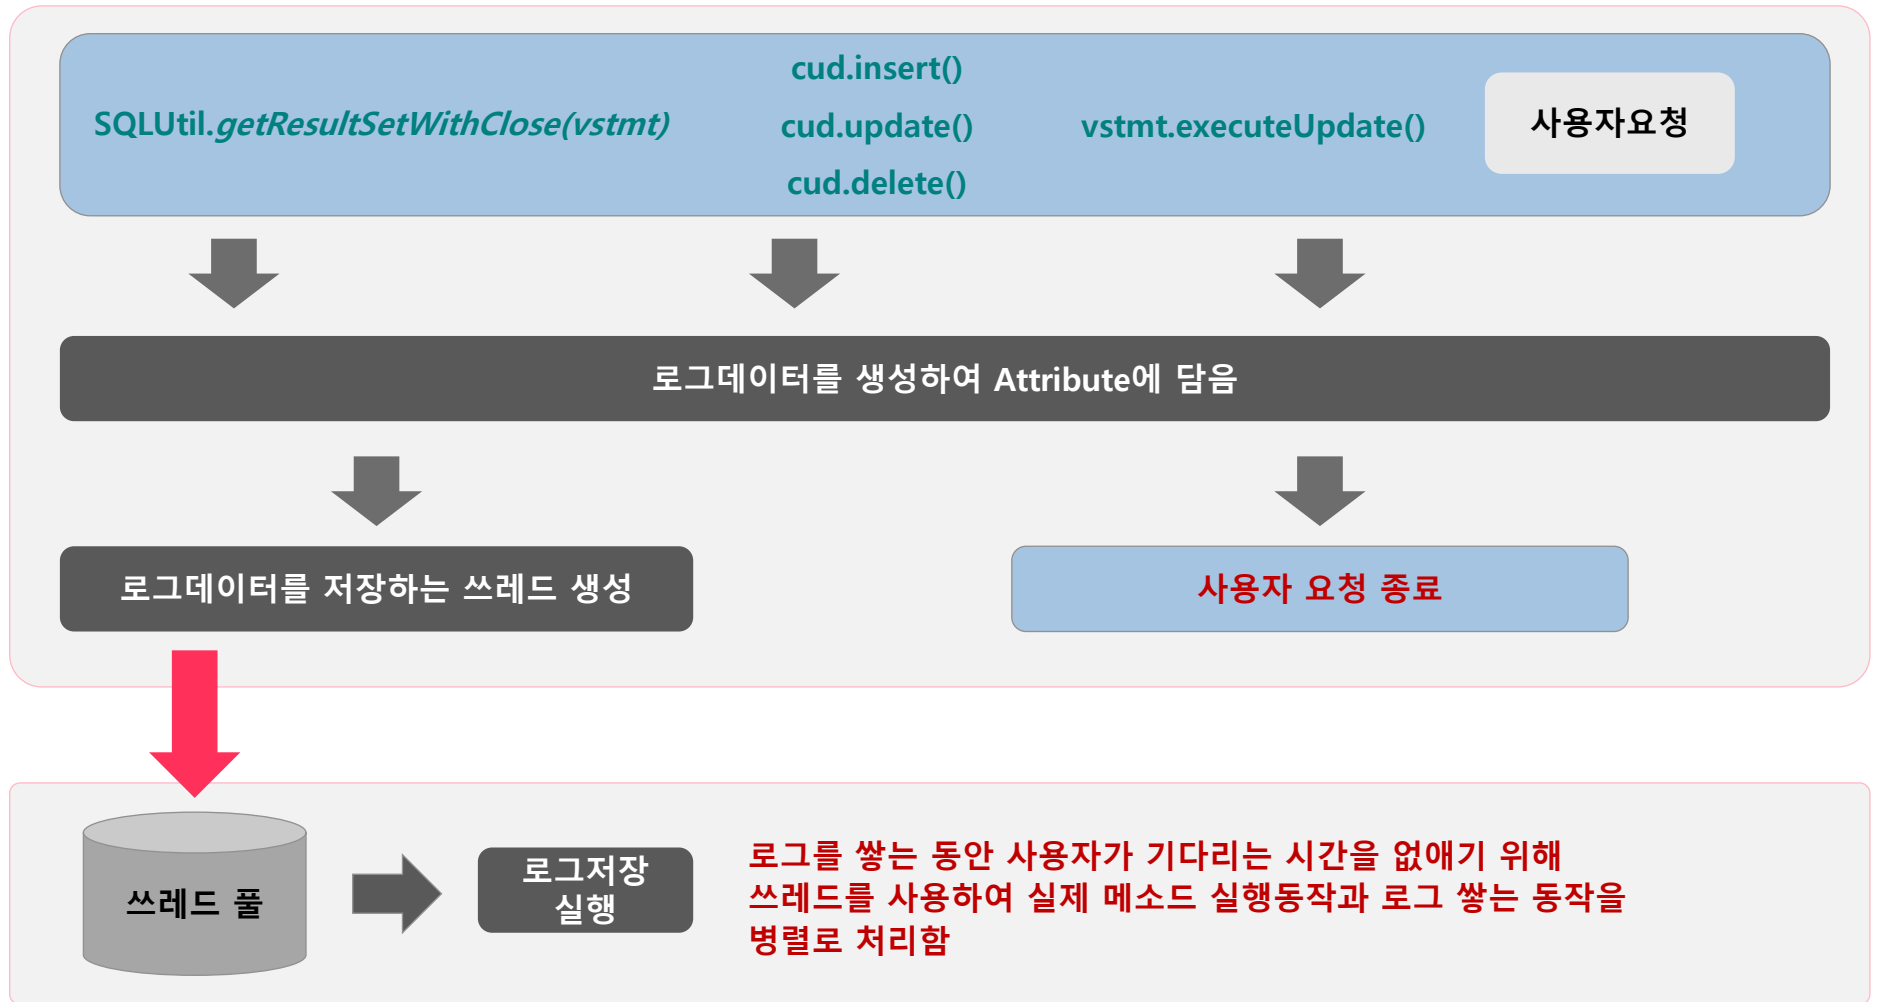 SQLUtil.getResultSetWithClose(vstmt)
cud.insert()
cud.update()
cud.delete()
vstmt.executeUpdate()
사용자요청
로그데이터를 생성하여 Attribute에 담음
로그데이터를 저장하는 쓰레드 생성
사용자 요청 종료
쓰레드 풀
로그저장
실행
로그를 쌓는 동안 사용자가 기다리는 시간을 없애기 위해
쓰레드를 사용하여 실제 메소드 실행동작과 로그 쌓는 동작을
병렬로 처리함